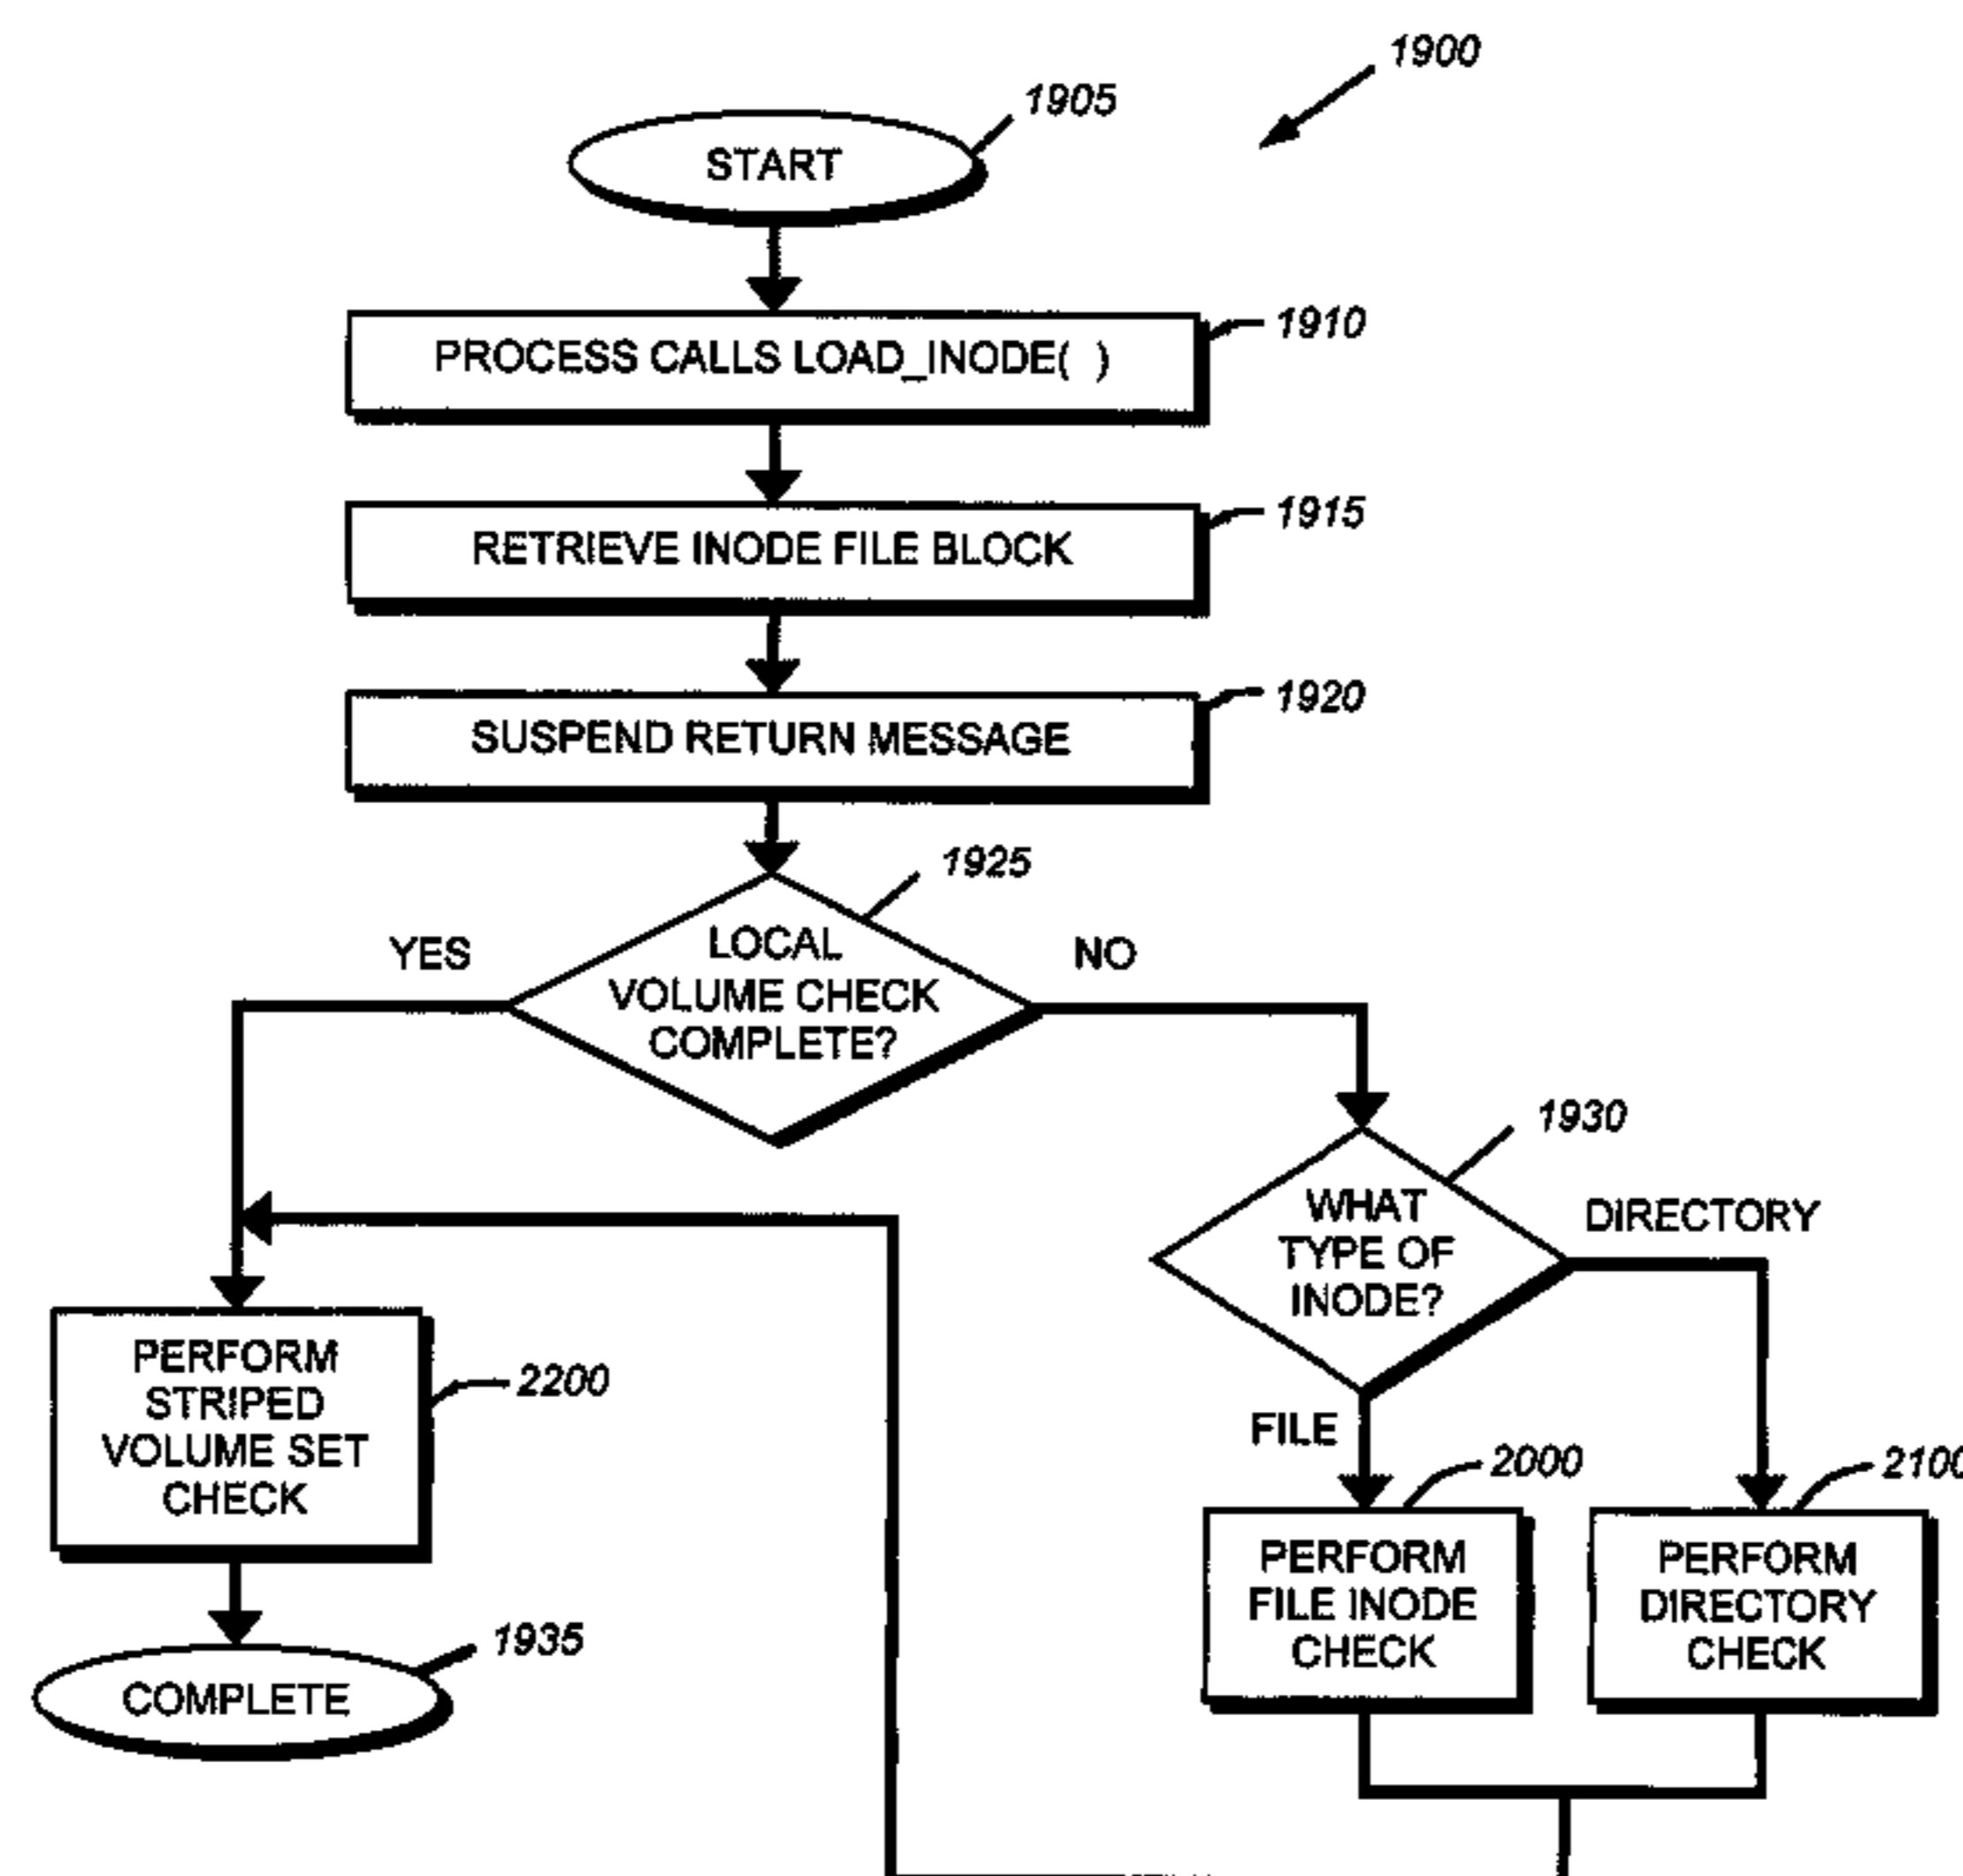 1900
1905
START
PROCESS CALLS LOAD_INODE( )
1910
RETRIEVE INODE FILE BLOCK
1915
SUSPEND RETURN MESSAGE
1920
1925
YES
LOCAL
VOLUME CHECK
COMPLETE?
NO
1930
WHAT
TYPE OF
INODE?
DIRECTORY
FILE
PERFORM
STRIPED
VOLUME SET
CHECK
2200
2000
2100
PERFORM
FILE INODE
CHECK
PERFORM
DIRECTORY
CHECK
1935
COMPLETE